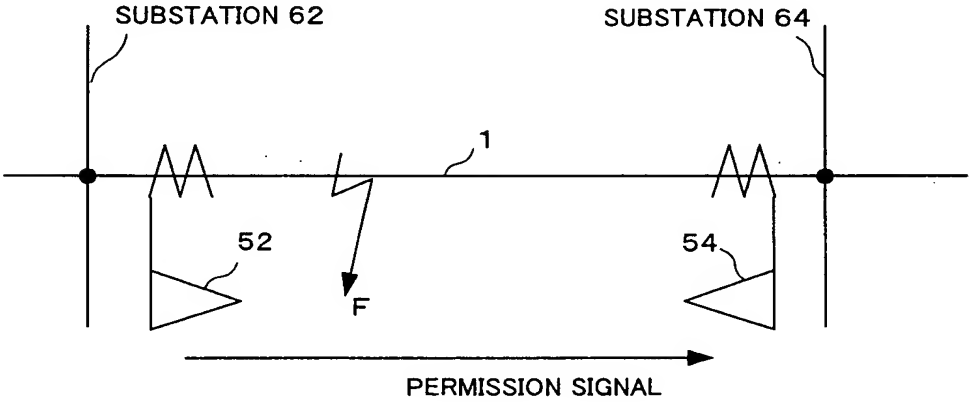 SUBSTATION 62
SUBSTATION 64
1
52
54
F
PERMISSION SIGNAL